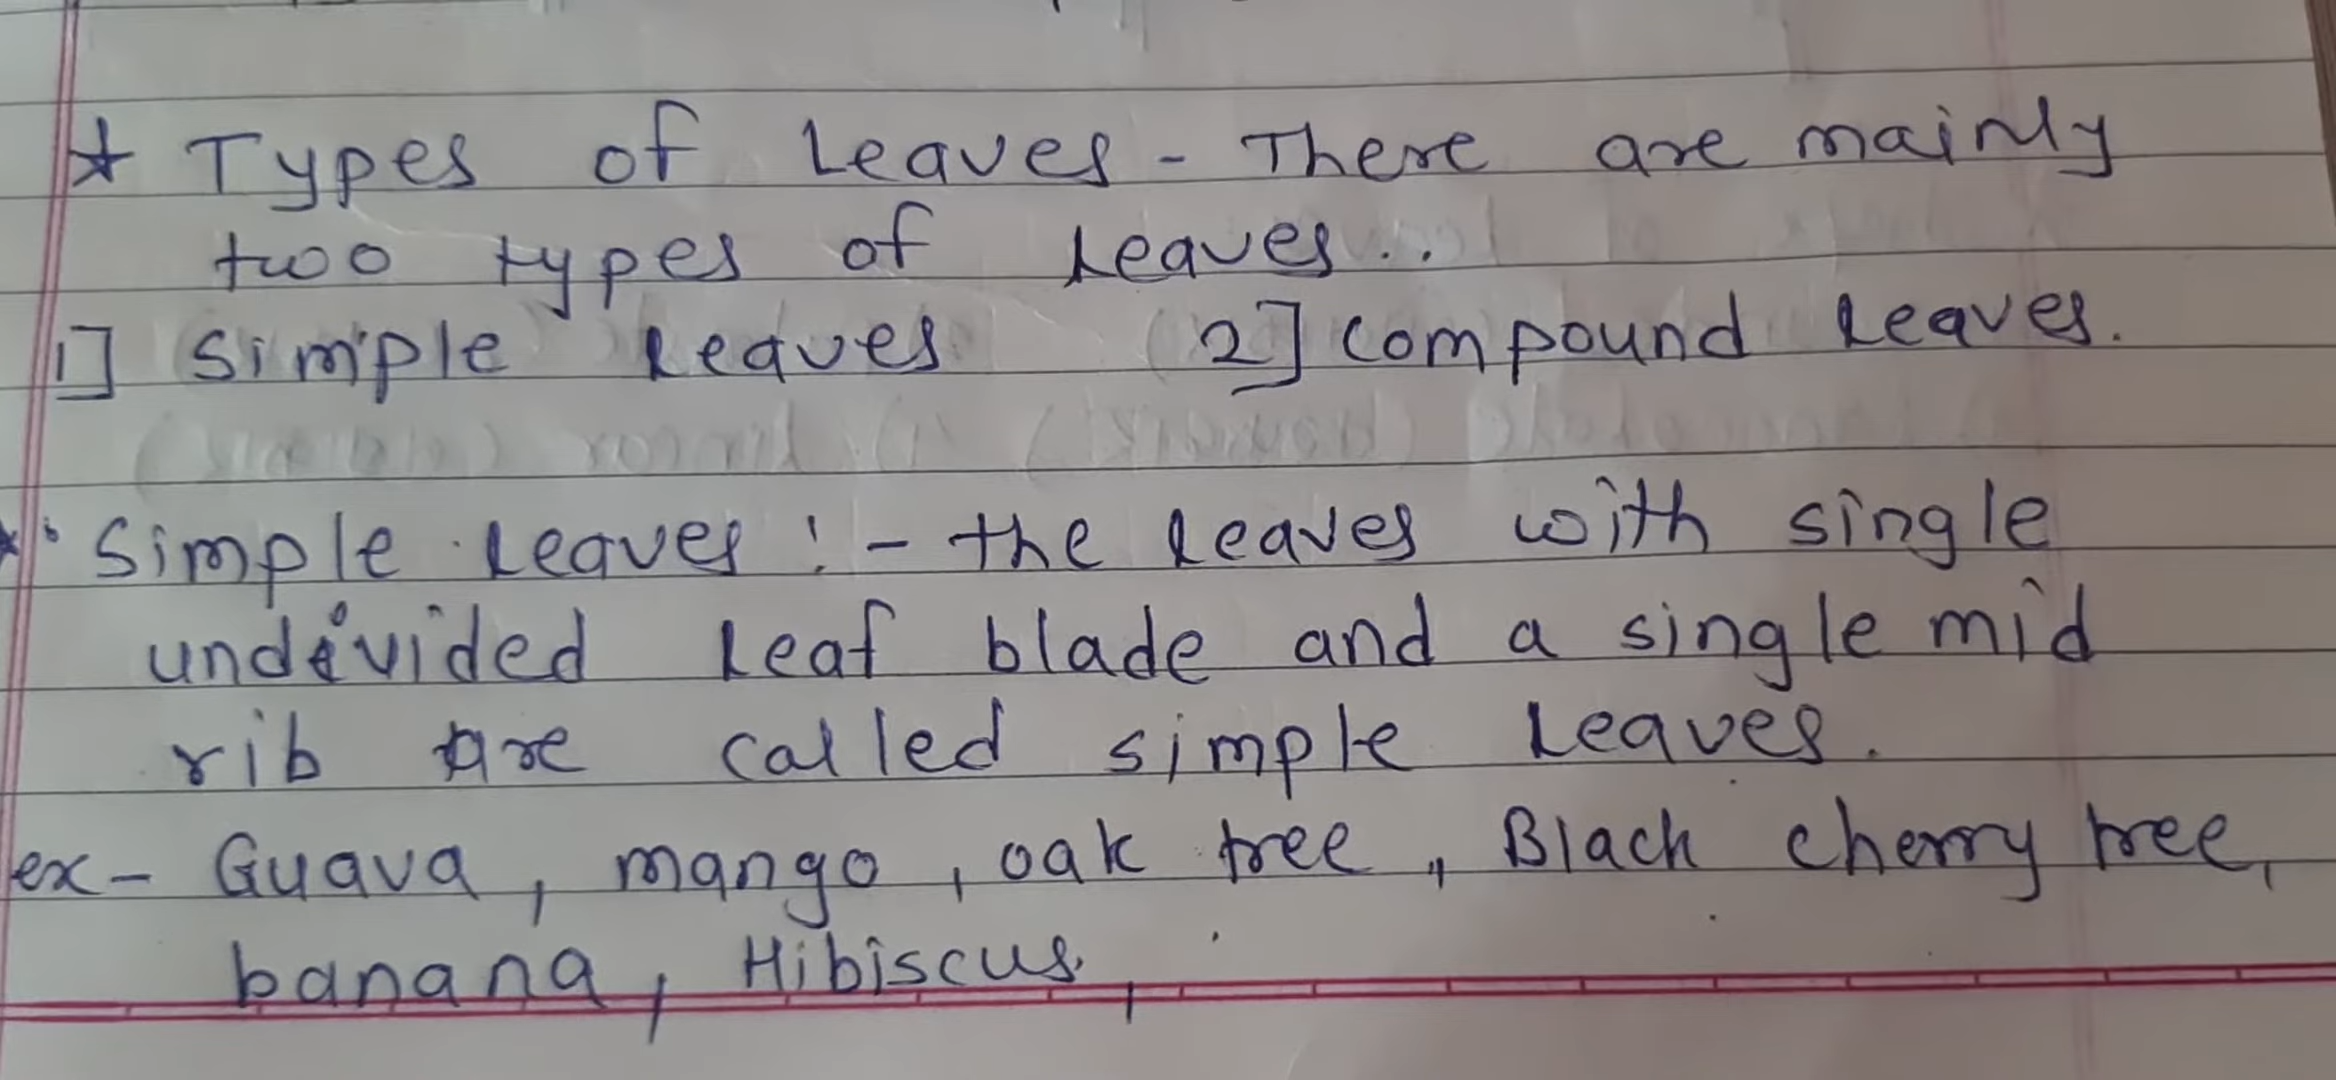 * Types of Leaves - There are mainly
two types of Leaves...
1] Simple Leaves 2] compound Leaves.
* Simple Leaves :- the Leaves with single
undivided Leaf blade and a single mid
rib are called simple Leaves.
ex- Guava, mango, oak tree, Black cherry tree,
banana, Hibiscus,